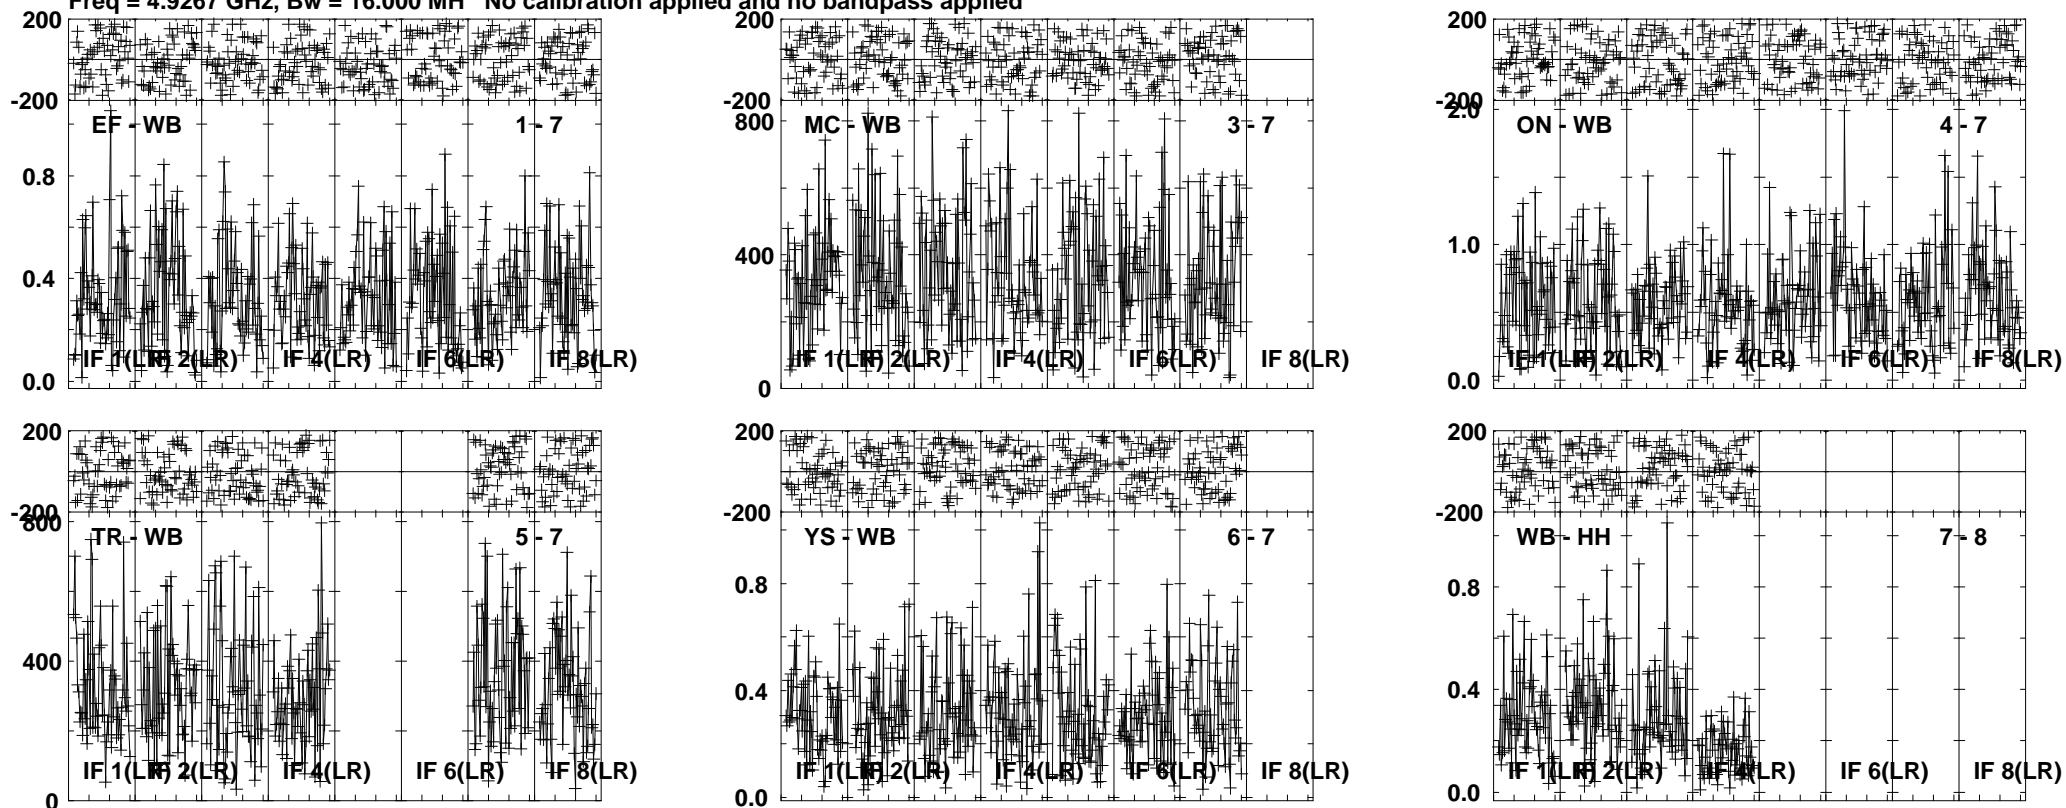 Freq = 4.9267 GHz, Bw = 16.000 MH No calibration applied and no bandpass applied
200
-200
EF - WB 1 - 7
0.8
0.4
0.0
IF 1(LR) IF 2(LR) IF 4(LR) IF 6(LR) IF 8(LR)
200
-200
800
MC - WB 3 - 7
400
0
IF 1(LR) IF 2(LR) IF 4(LR) IF 6(LR) IF 8(LR)
200
-200
2.0
ON - WB 4 - 7
1.0
0.0
IF 1(LR) IF 2(LR) IF 4(LR) IF 6(LR) IF 8(LR)
200
-200
800
TR - WB 5 - 7
400
0
IF 1(LR) IF 2(LR) IF 4(LR) IF 6(LR) IF 8(LR)
200
-200
YS - WB 6 - 7
0.8
0.4
0.0
IF 1(LR) IF 2(LR) IF 4(LR) IF 6(LR) IF 8(LR)
200
-200
WB - HH 7 - 8
0.8
0.4
0.0
IF 1(LR) IF 2(LR) IF 4(LR) IF 6(LR) IF 8(LR)